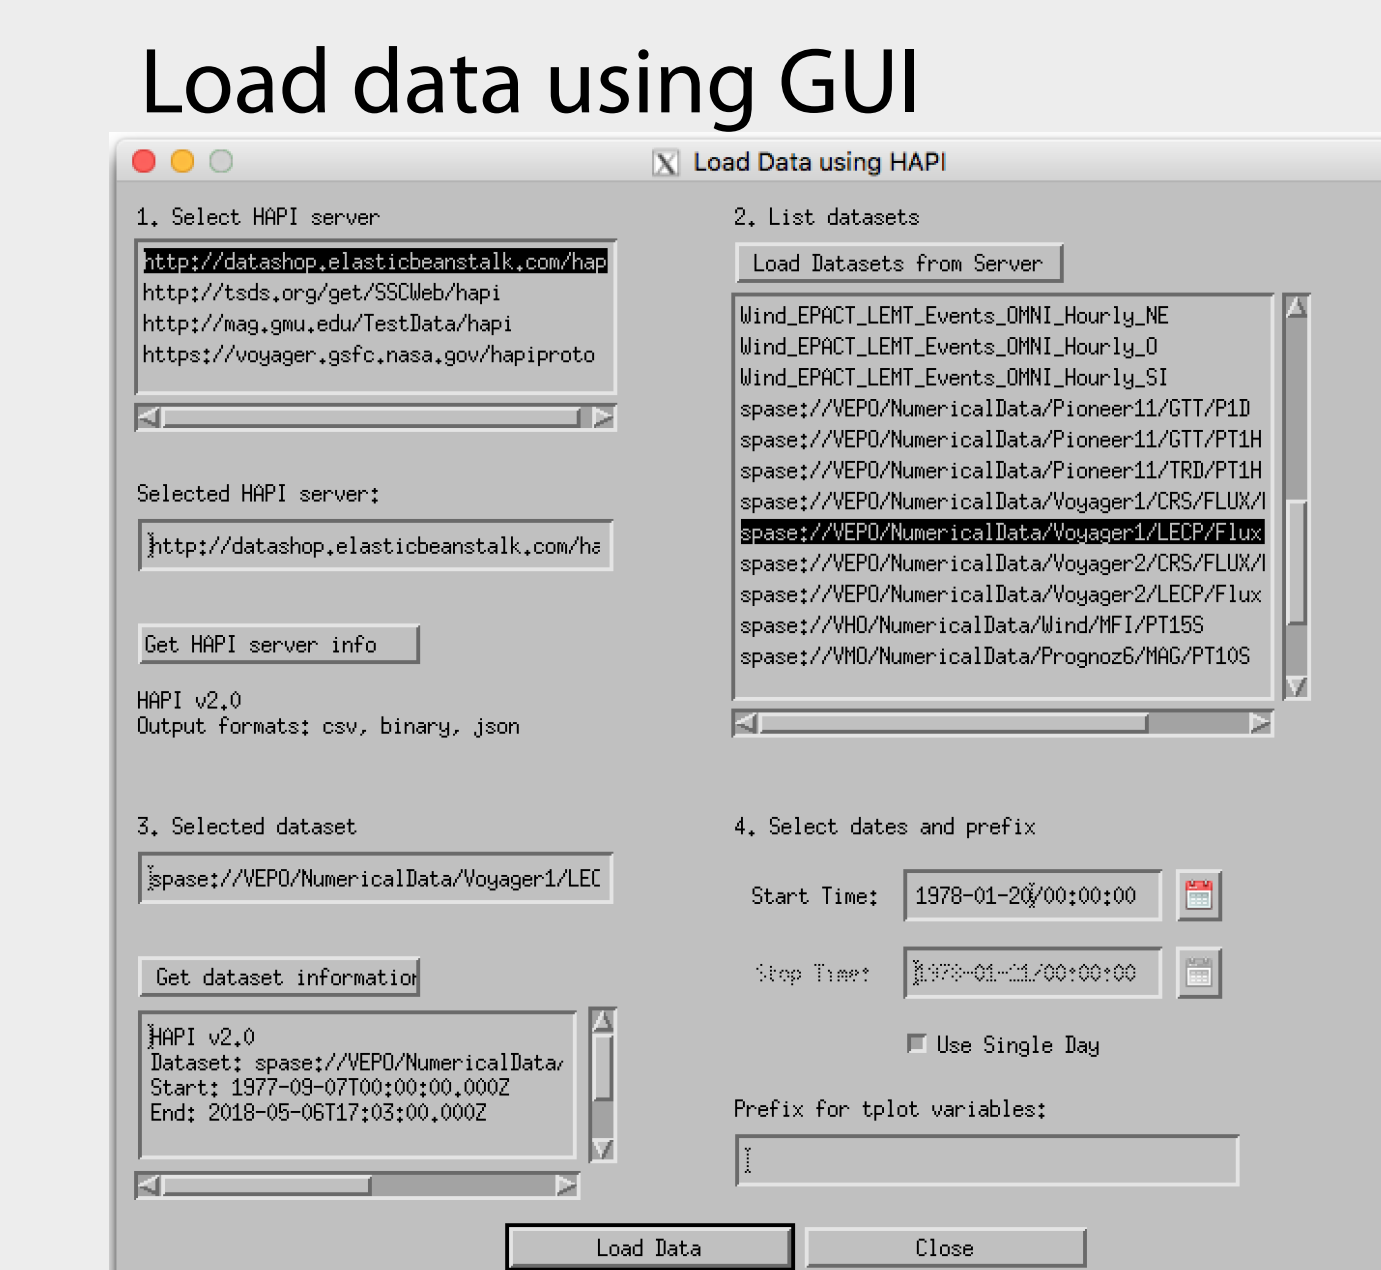 Load data using GUI
Load Data using HAPI
1. Select HAPI server
http://datashop.elasticbeanstalk.com/hap
http://tsds.org/get/SSCWeb/hapi
http://mag.gmu.edu/TestData/hapi
https://voyager.gsfc.nasa.gov/hapiproto
Selected HAPI server:
http://datashop.elasticbeanstalk.com/ha
Get HAPI server info
HAPI v2.0
Output formats: csv, binary, json
2. List datasets
Load Datasets from Server
Wind_EPACT_LEMT_Events_OMNI_Hourly_NE
Wind_EPACT_LEMT_Events_OMNI_Hourly_O
Wind_EPACT_LEMT_Events_OMNI_Hourly_SI
spase://VEPO/NumericalData/Pioneer11/GTT/P1D
spase://VEPO/NumericalData/Pioneer11/GTT/PT1H
spase://VEPO/NumericalData/Pioneer11/TRD/PT1H
spase://VEPO/NumericalData/Voyager1/CRS/FLUX/
spase://VEPO/NumericalData/Voyager1/LECP/Flux
spase://VEPO/NumericalData/Voyager2/CRS/FLUX/
spase://VEPO/NumericalData/Voyager2/LECP/Flux
spase://VHO/NumericalData/Wind/MFI/PT15S
spase://VMO/NumericalData/Prognoz6/MAG/PT10S
3. Selected dataset
spase://VEPO/NumericalData/Voyager1/LEC
Get dataset information
HAPI v2.0
Dataset: spase://VEPO/NumericalData/
Start: 1977-09-07T00:00:00.000Z
End: 2018-05-06T17:03:00.000Z
4. Select dates and prefix
Start Time: 1978-01-20/00:00:00
Stop Time: 1978-01-21/00:00:00
Use Single Day
Prefix for tplot variables:
Load Data
Close